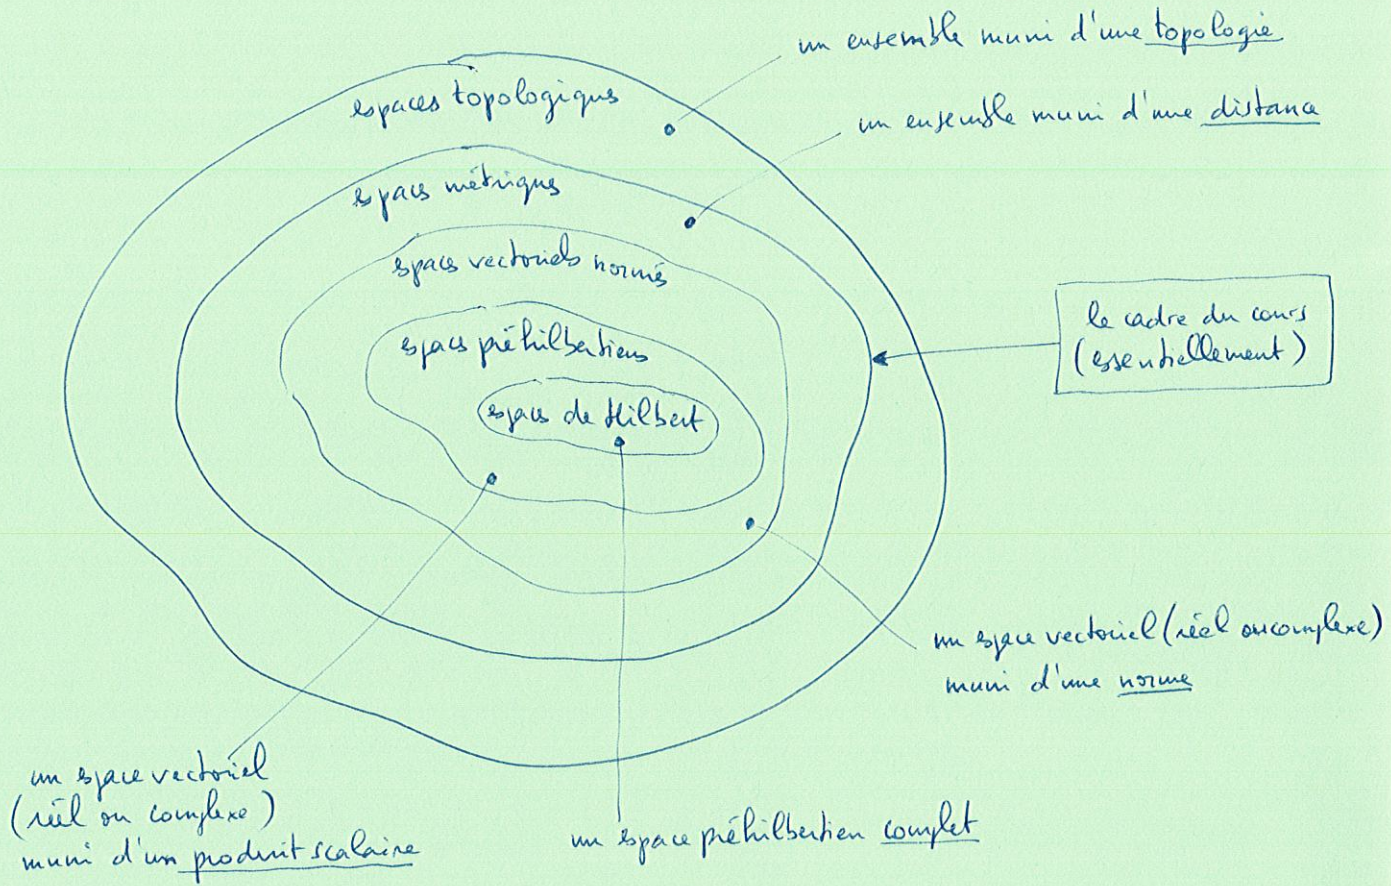 un ensemble muni d'une topologie
espaces topologiques
un ensemble muni d'une distance
espaces métriques
espaces vectoriels normés
le cadre du cours
(essentiellement)
espaces préhilbertiens
espaces de Hilbert
un espace vectoriel (réel ou complexe)
muni d'une norme
un espace vectoriel
(réel ou complexe)
muni d'un produit scalaire
un espace préhilbertien complet